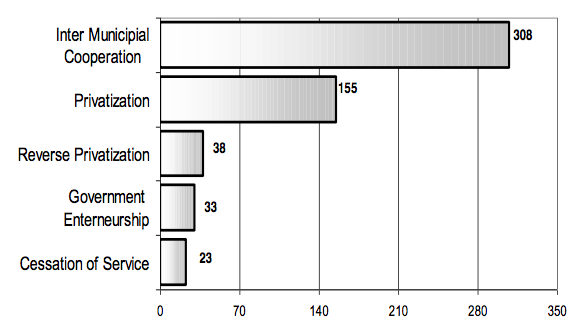 Inter Municipial
Cooperation
308
Privatization
155
Reverse Privatization
38
Government
Enterneurship
33
Cessation of Service
23
0 70 140 210 280 350